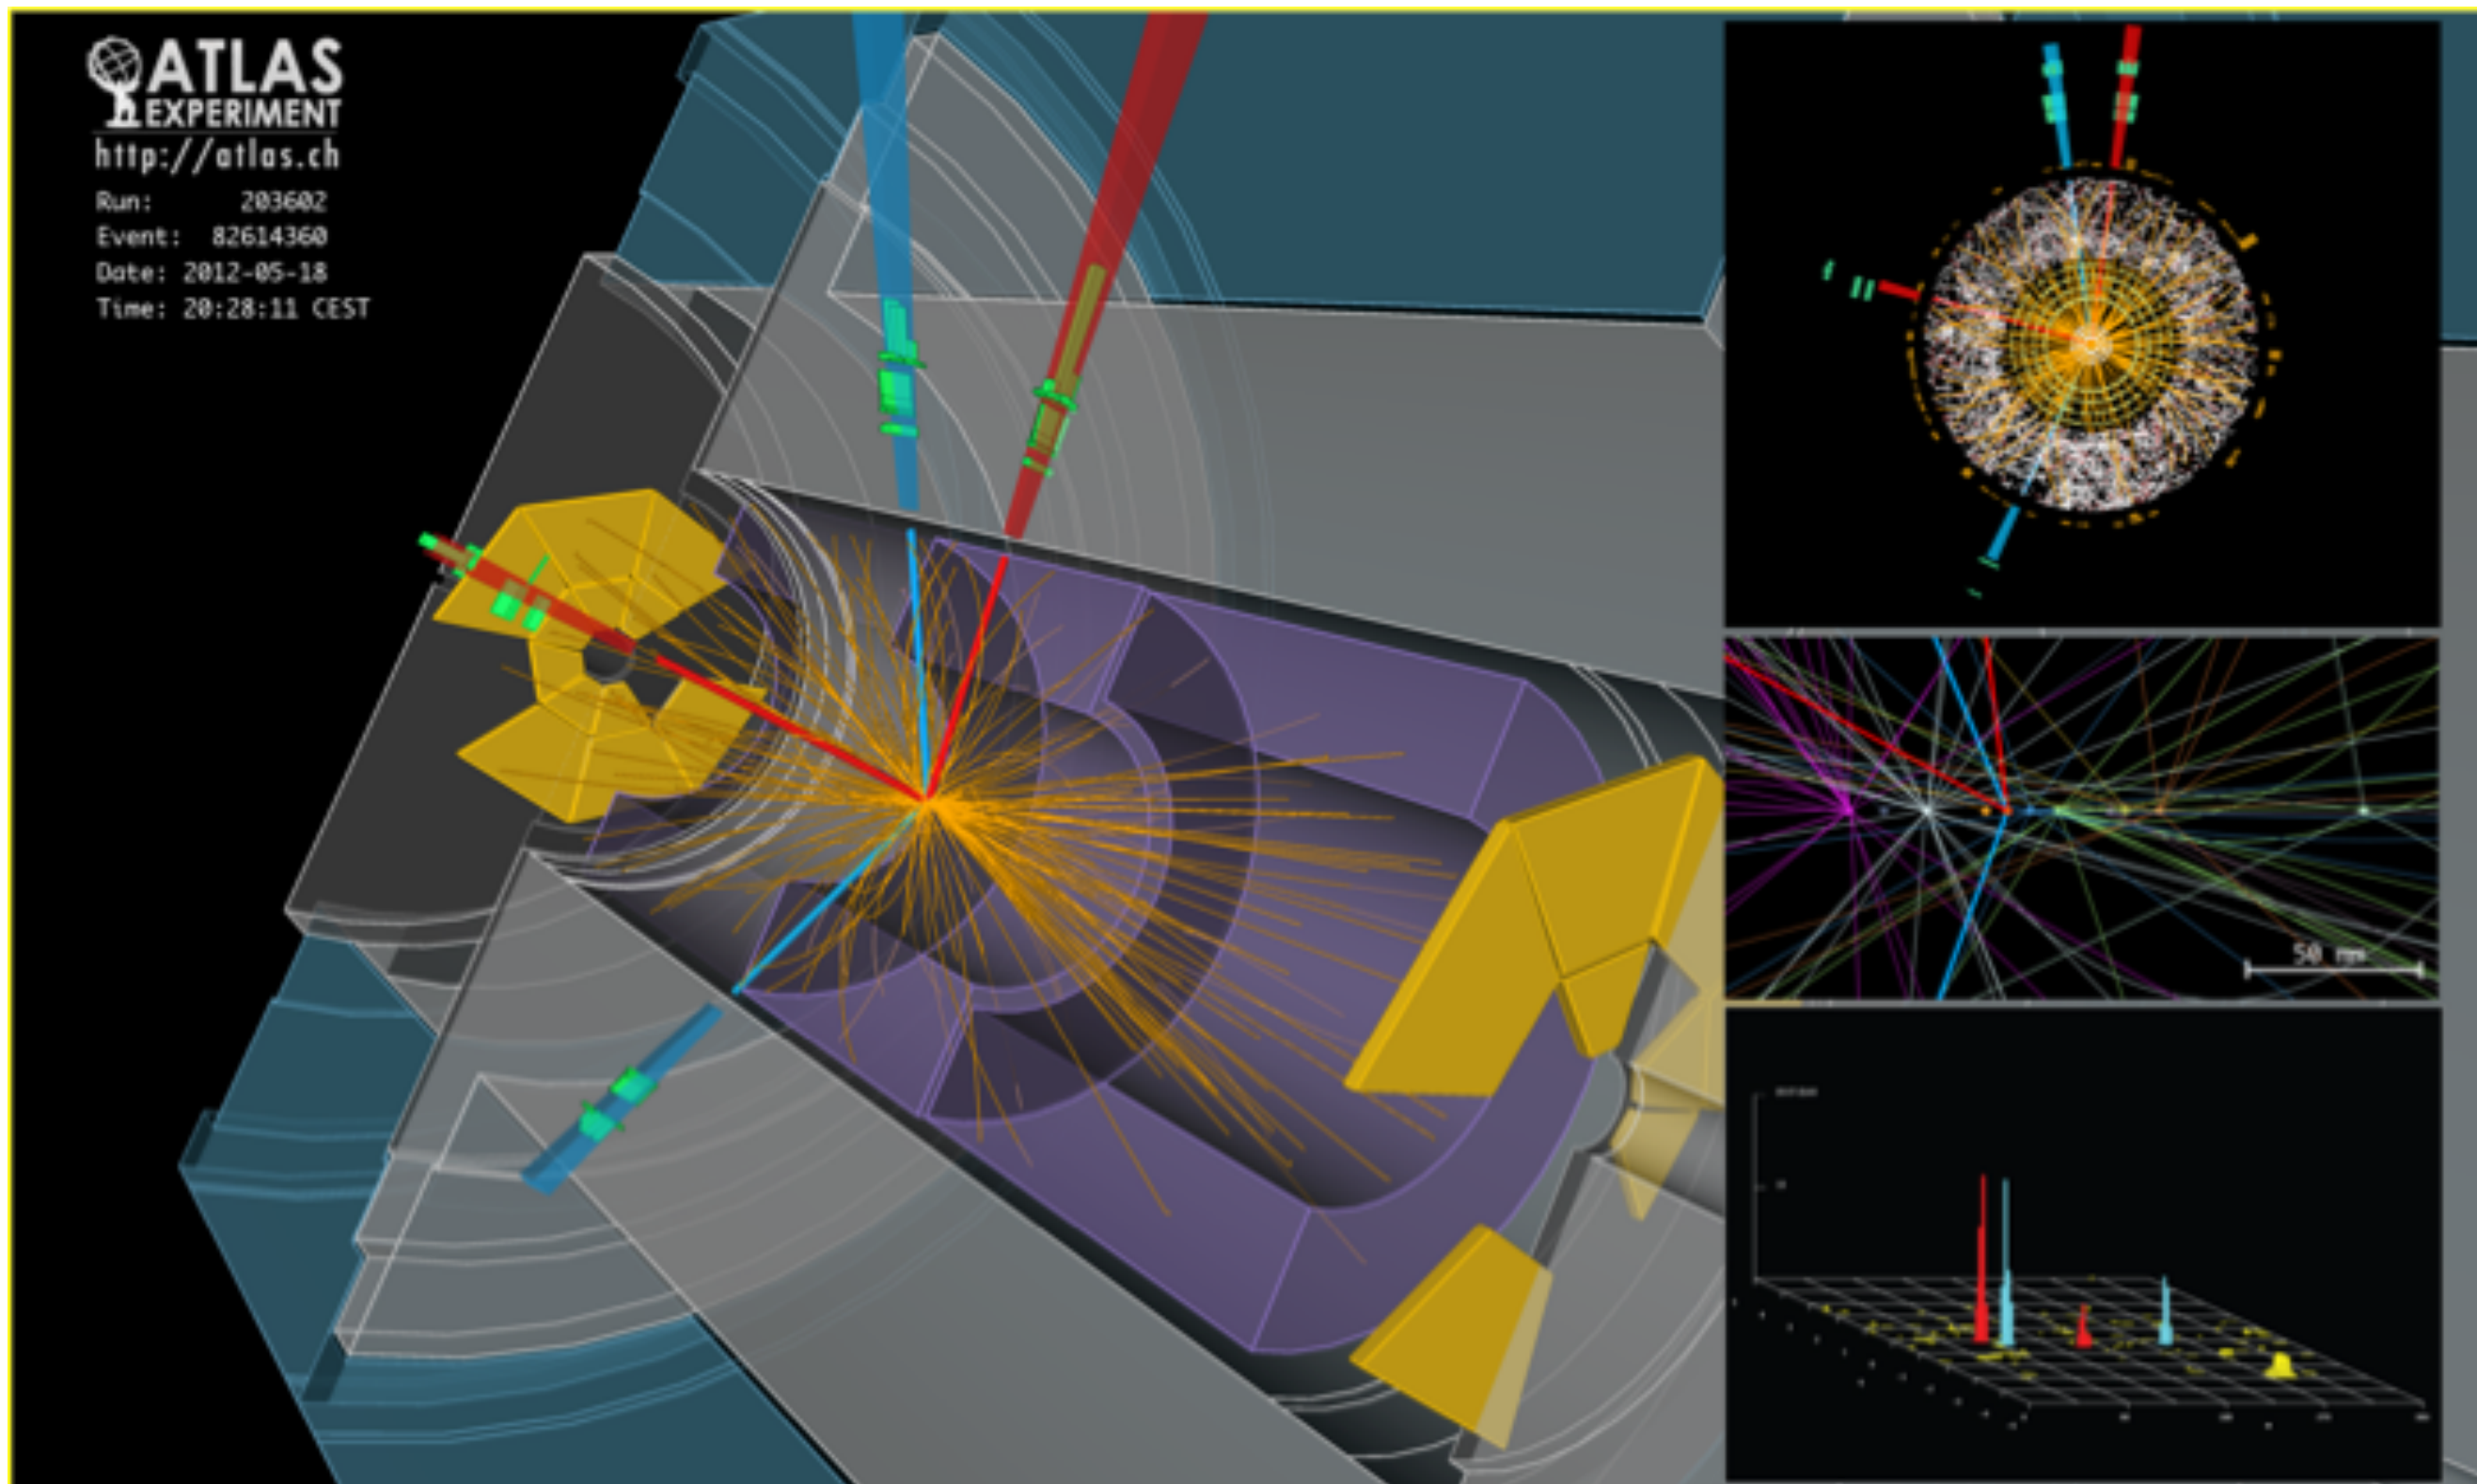 ATLAS
EXPERIMENT
http://atlas.ch
Run: 203602
Event: 82614360
Date: 2012-05-18
Time: 20:28:11 CEST
50 mm